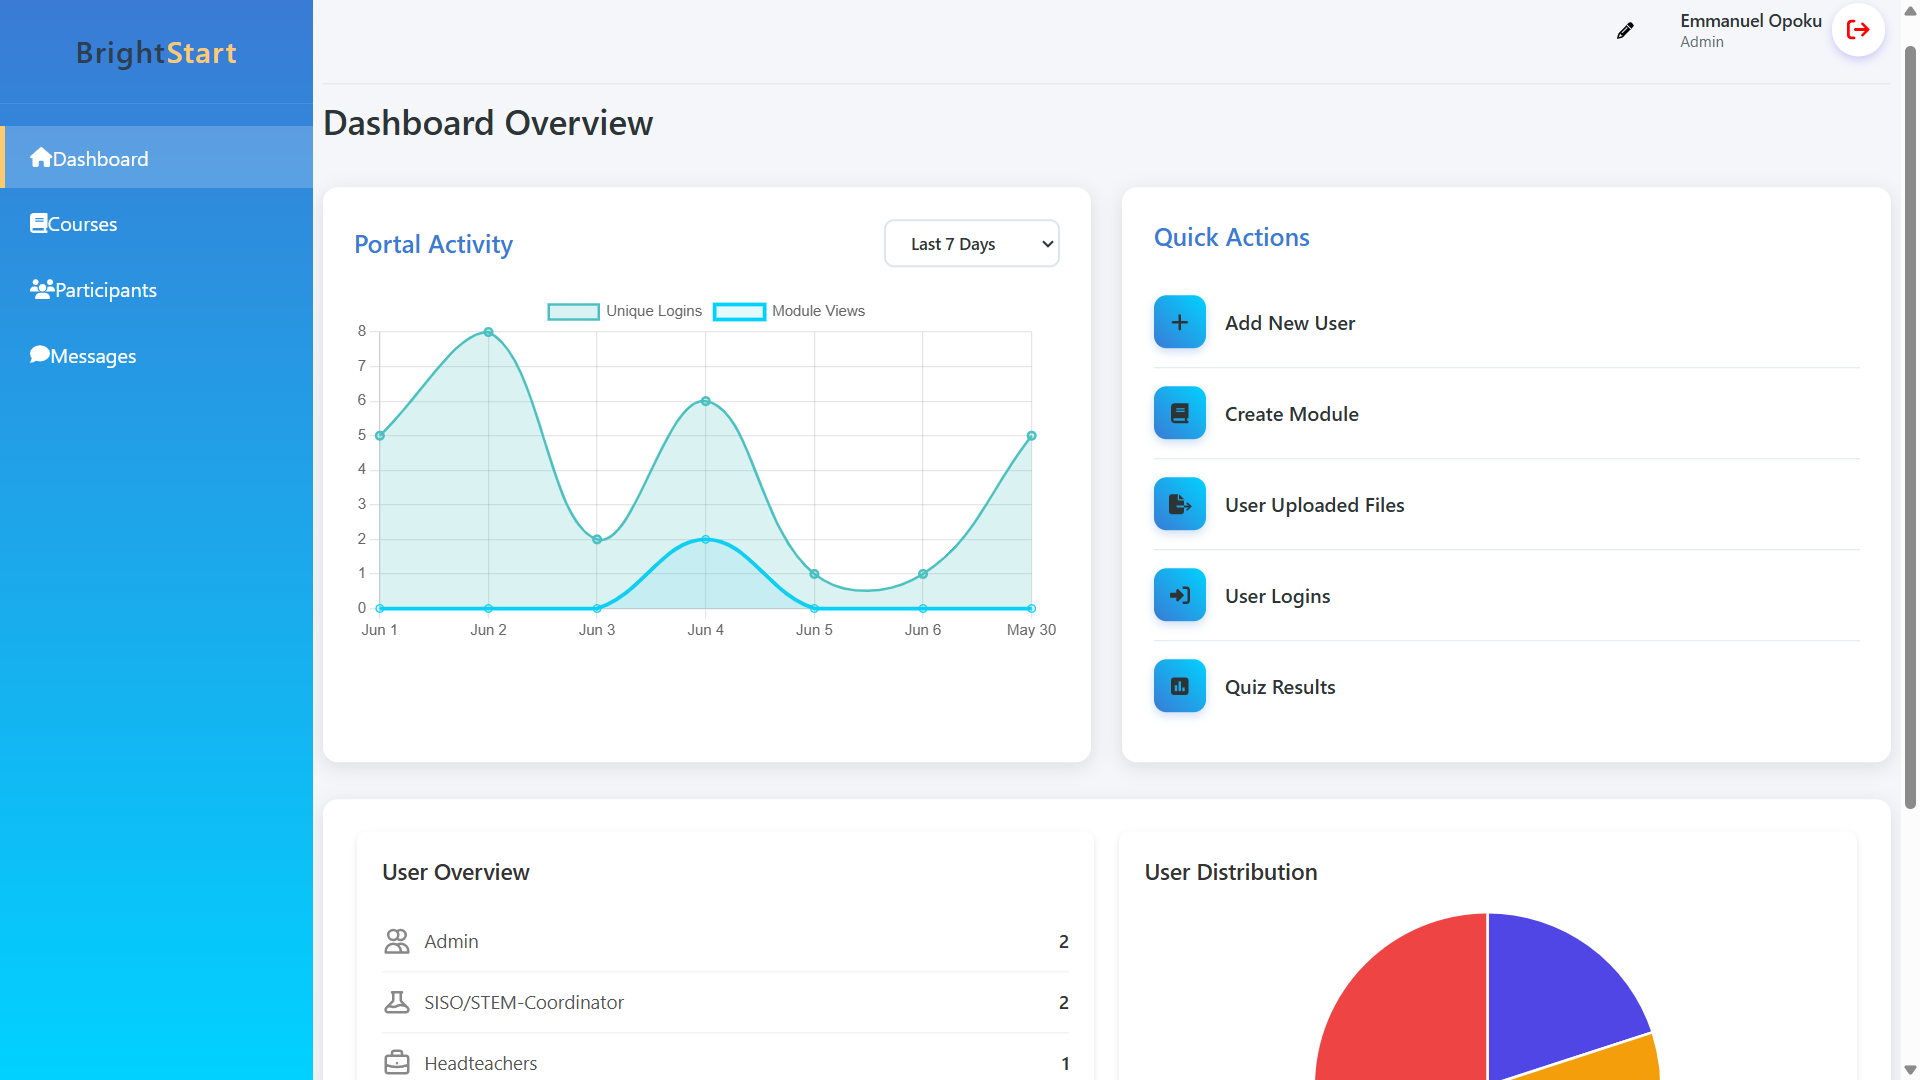 BrightStart
Dashboard
Courses
Participants
Messages
Emmanuel Opoku
Admin
Dashboard Overview
Portal Activity
Last 7 Days
Unique Logins
Module Views
8
7
6
5
4
3
2
1
0
Jun 1
Jun 2
Jun 3
Jun 4
Jun 5
Jun 6
May 30
Quick Actions
Add New User
Create Module
User Uploaded Files
User Logins
Quiz Results
User Overview
Admin 2
SISO/STEM-Coordinator 2
Headteachers 1
User Distribution